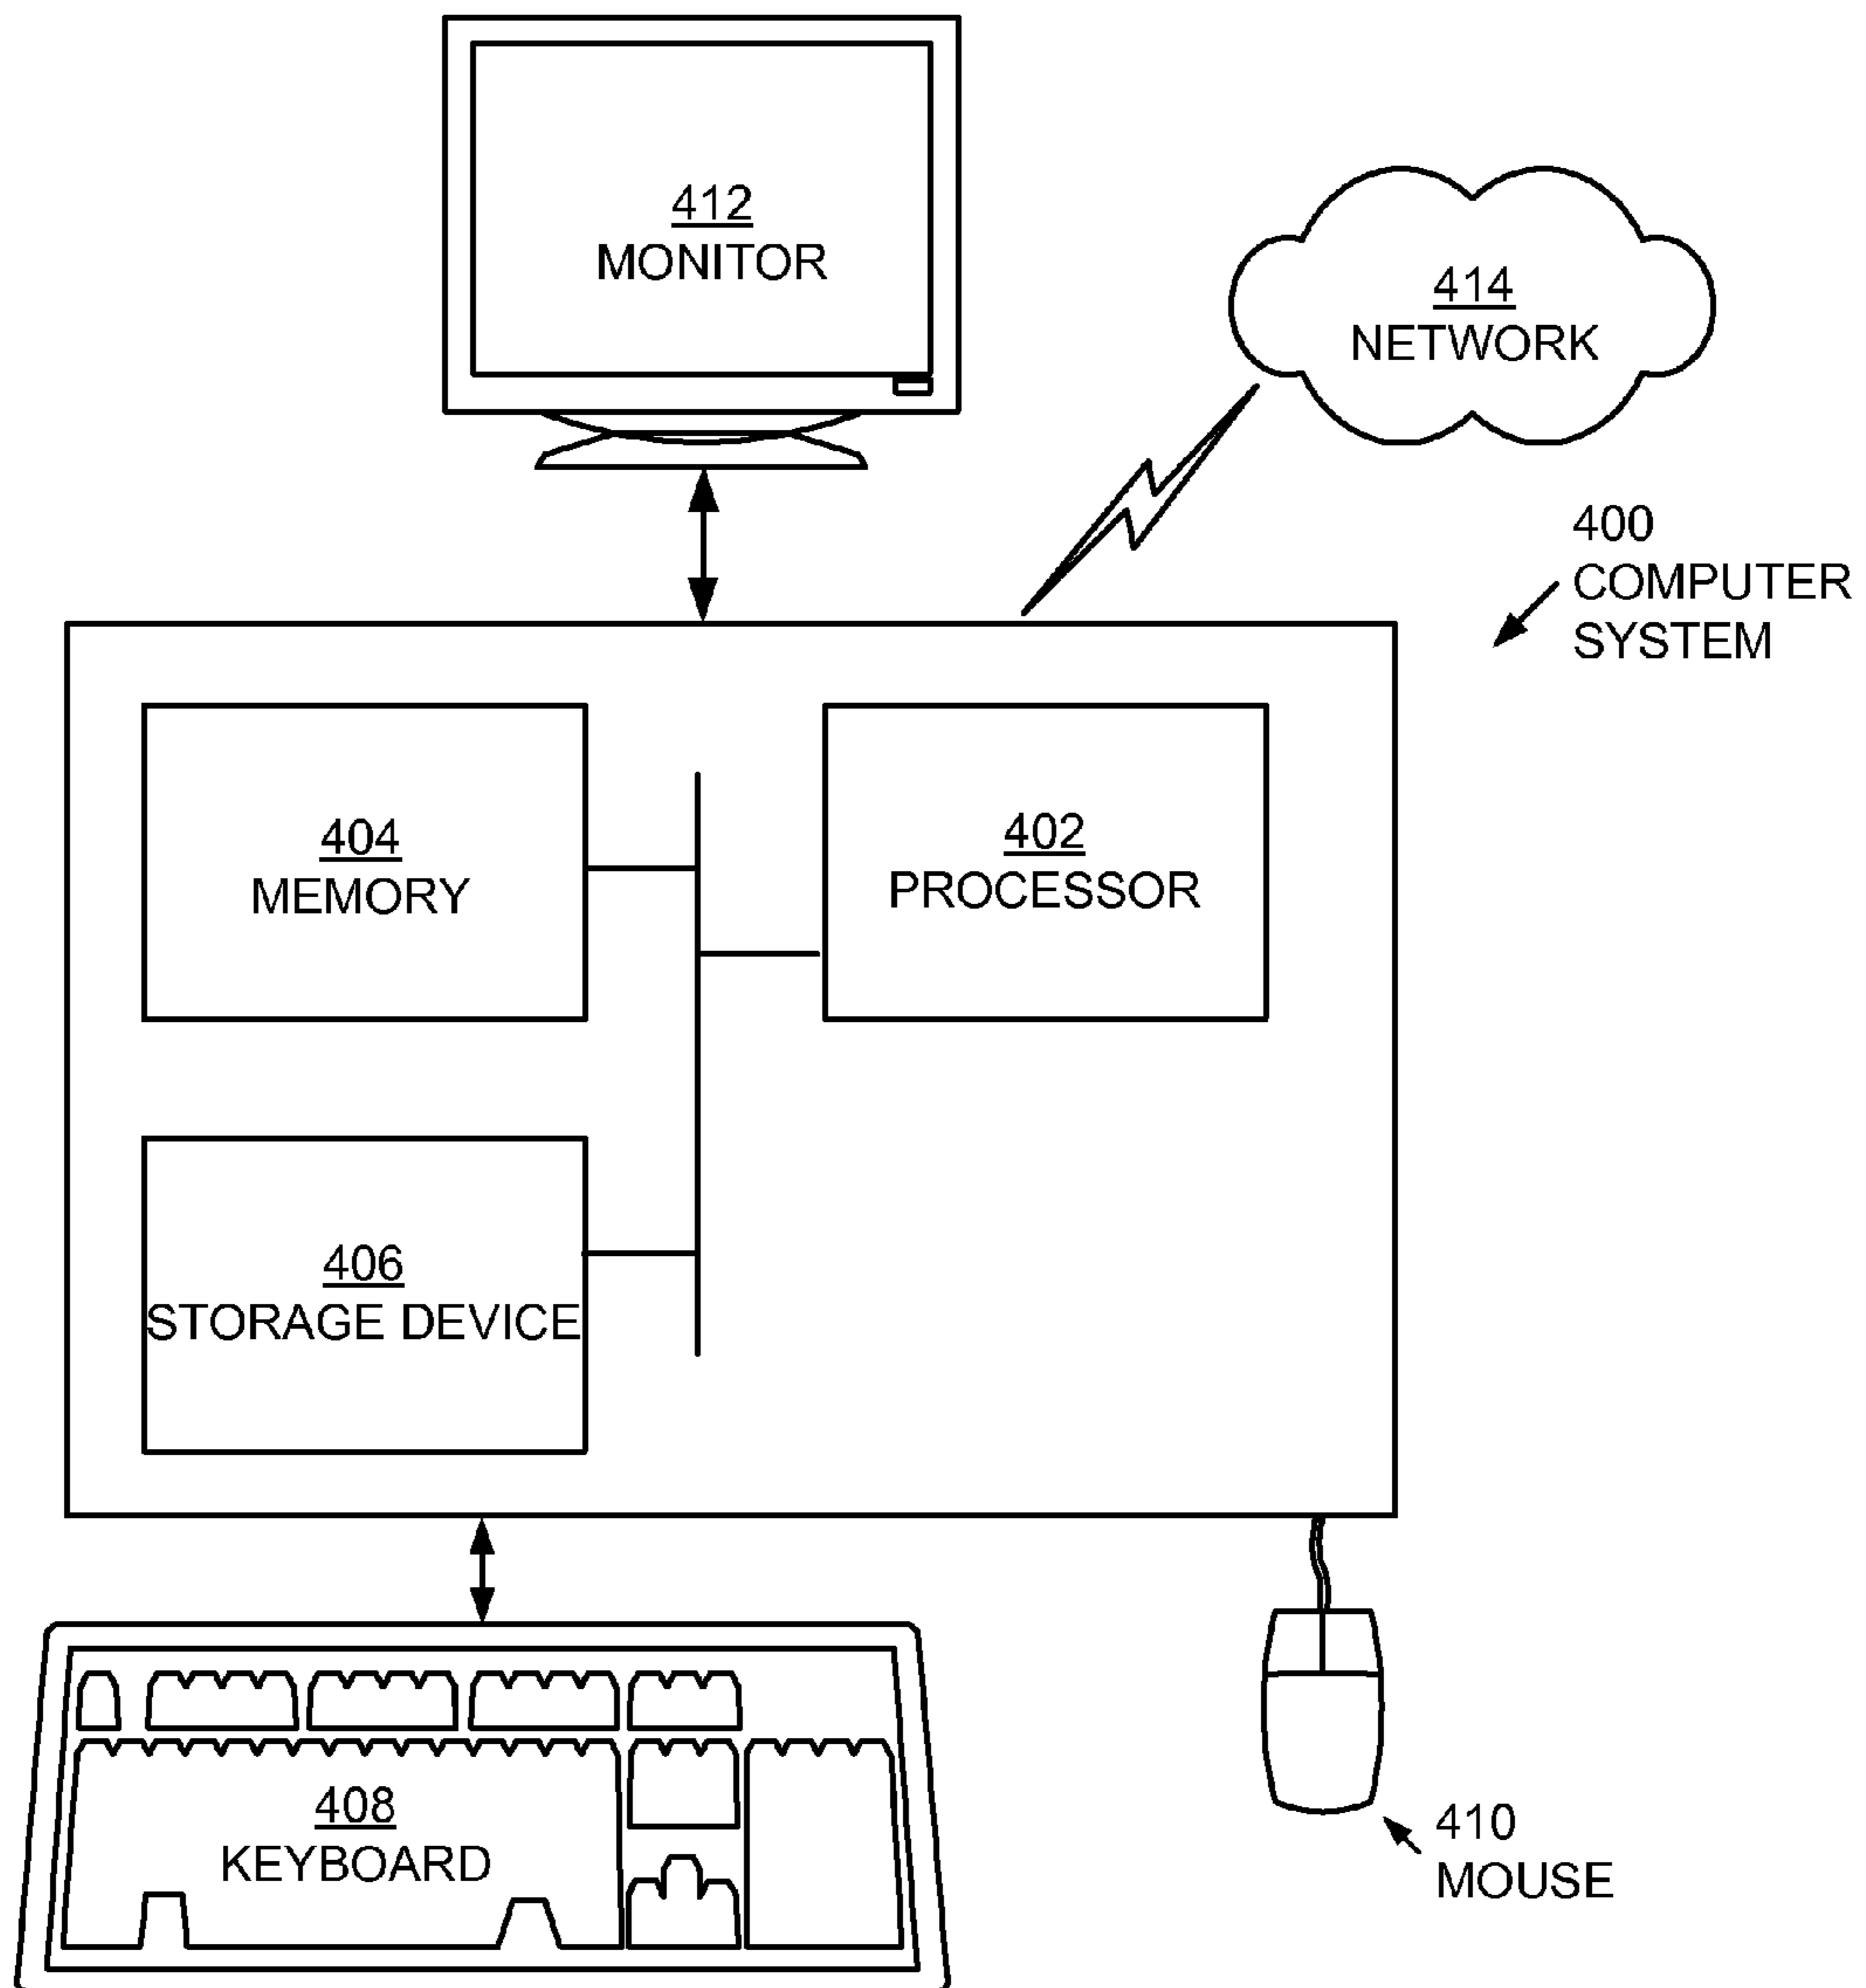 412
MONITOR
414
NETWORK
400
COMPUTER
SYSTEM
404
MEMORY
402
PROCESSOR
406
STORAGE DEVICE
408
KEYBOARD
410
MOUSE